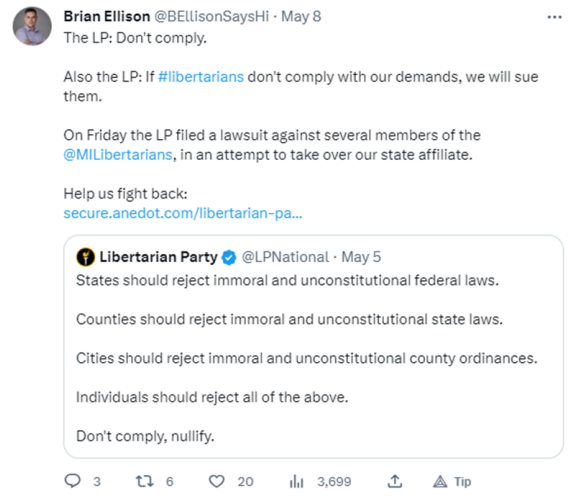 Brian Ellison @BEllisonSaysHi · May 8
The LP: Don't comply.
Also the LP: If #libertarians don't comply with our demands, we will sue
them.
On Friday the LP filed a lawsuit against several members of the
@MILibertarians, in an attempt to take over our state affiliate.
Help us fight back:
secure.anedot.com/libertarian-pa...
Libertarian Party @LPNational · May 5
States should reject immoral and unconstitutional federal laws.
Counties should reject immoral and unconstitutional state laws.
Cities should reject immoral and unconstitutional county ordinances.
Individuals should reject all of the above.
Don't comply, nullify.
3 6 20 3,699 Tip